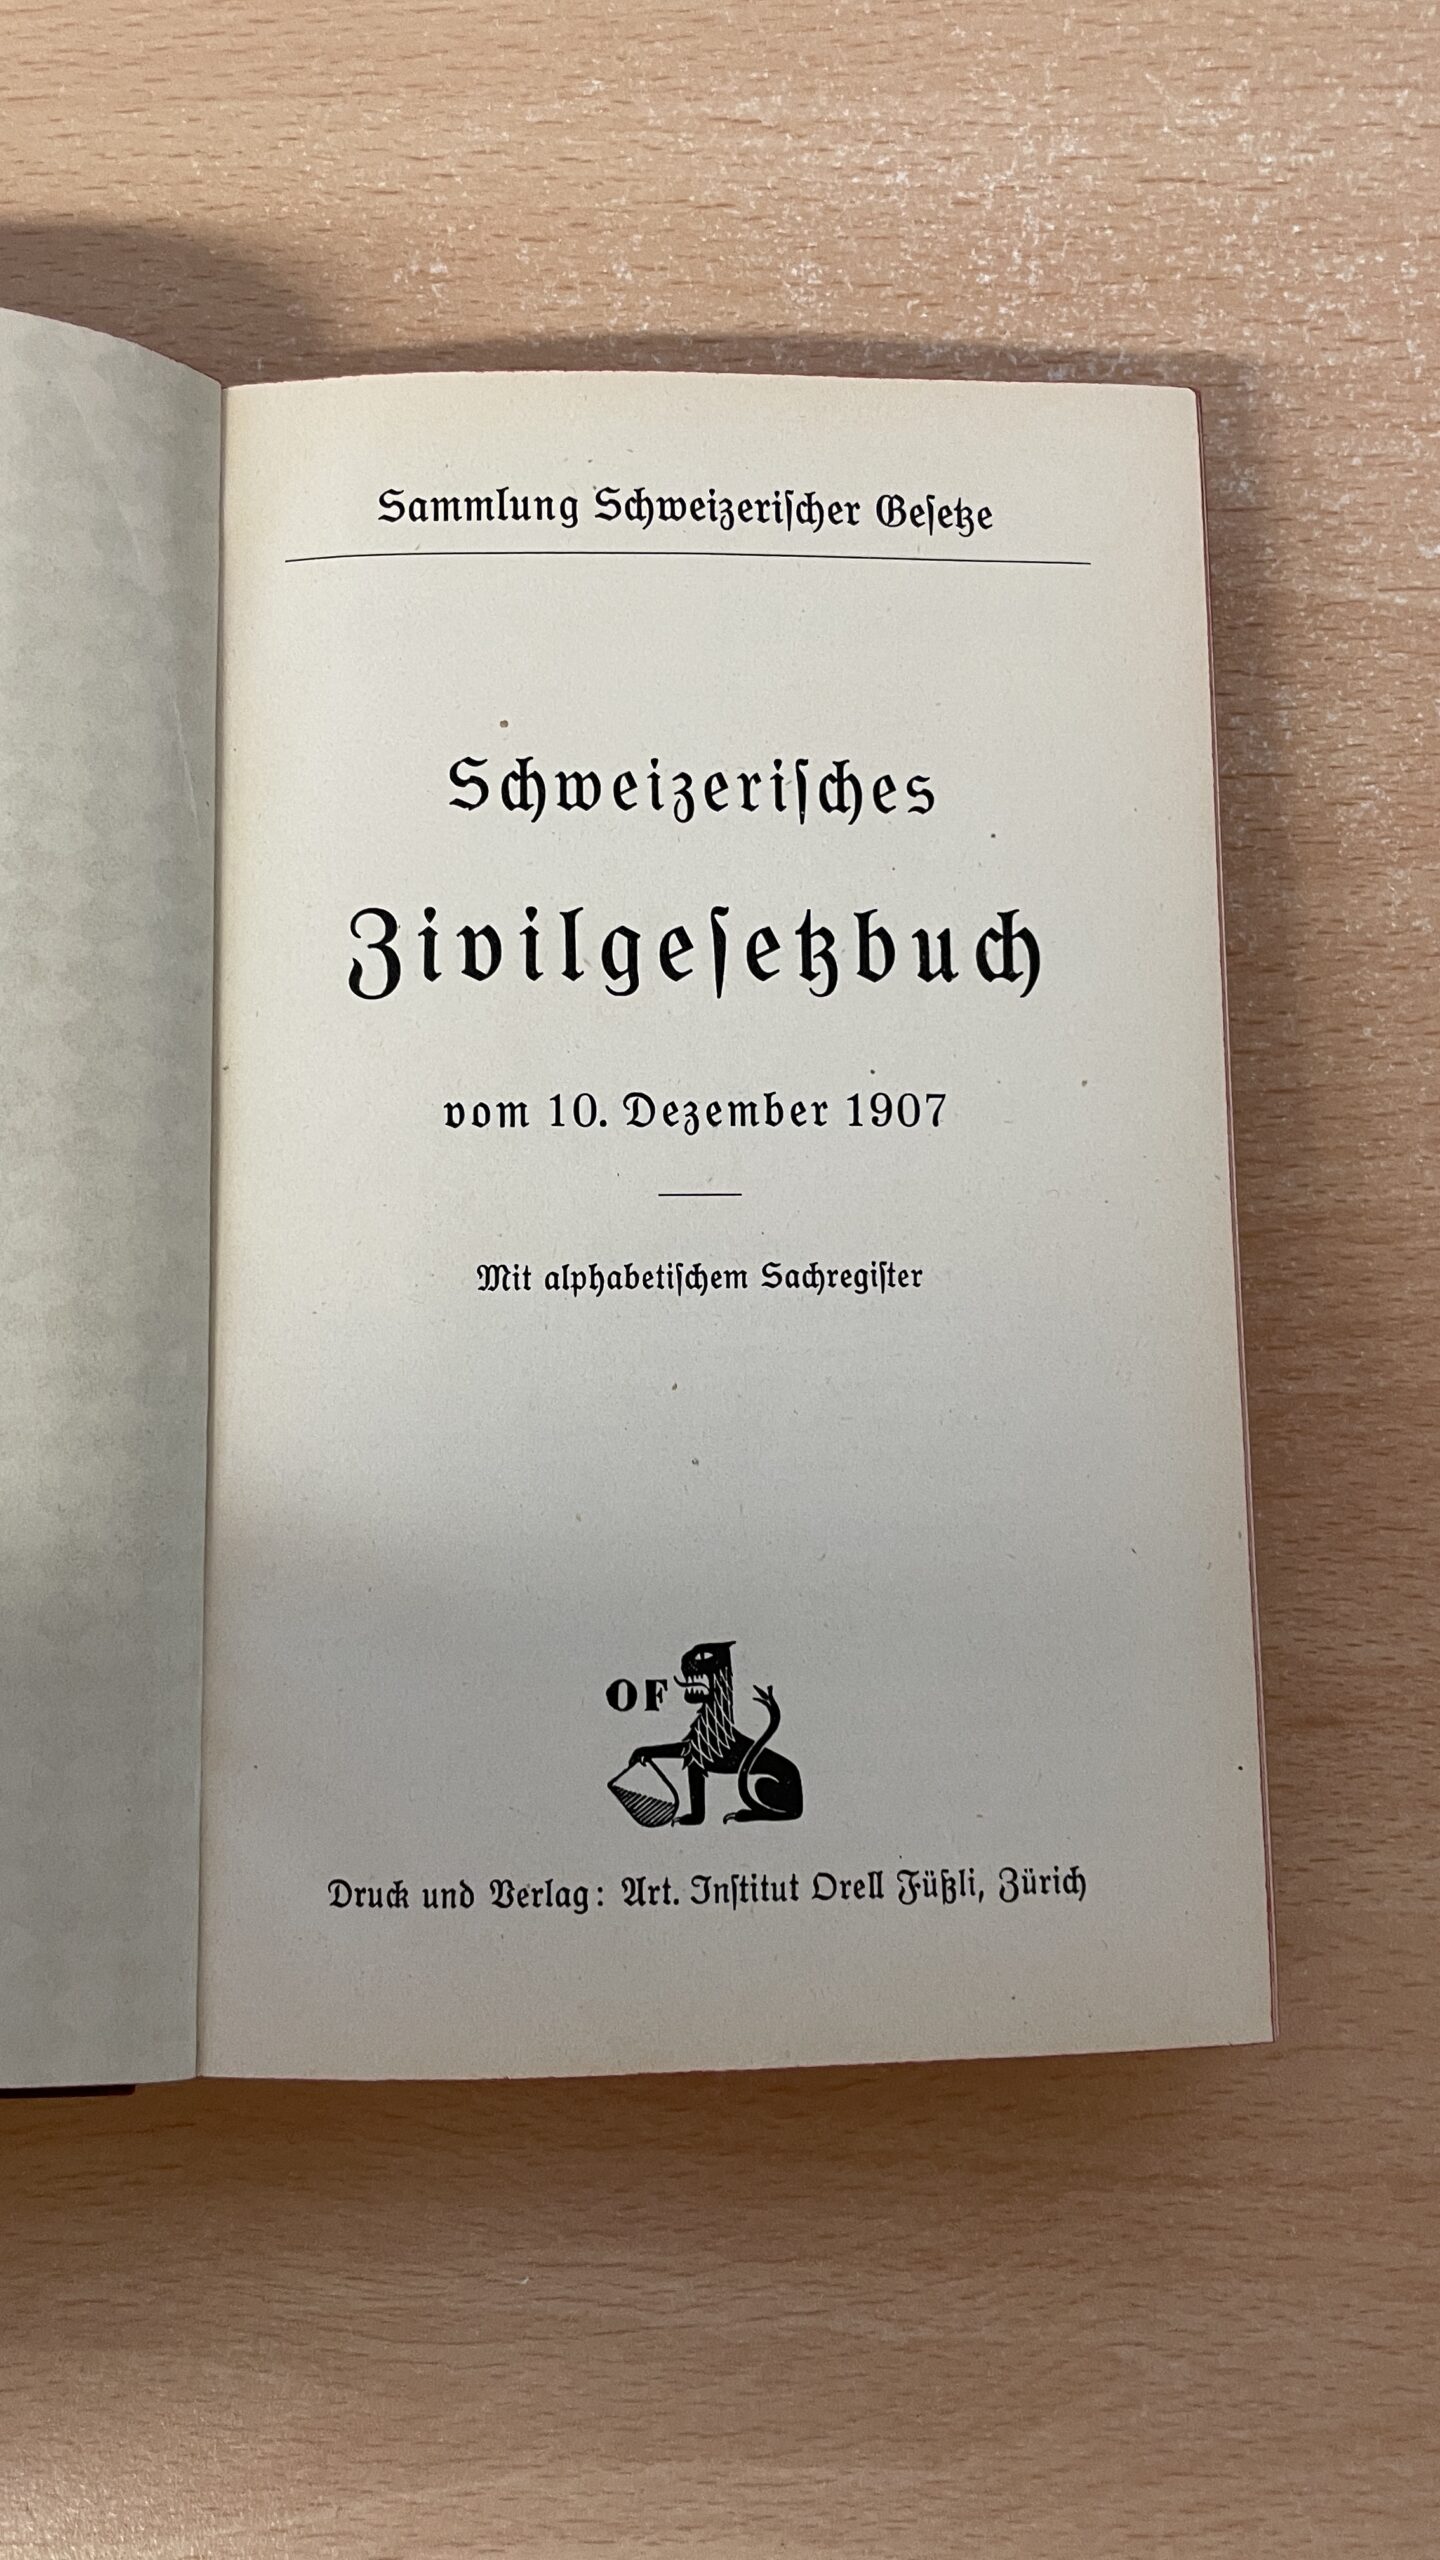 Sammlung Schweizeriſcher Geſetze
Schweizeriſches
Zivilgeſetzbuch
vom 10. Dezember 1907
Mit alphabetiſchem Sachregiſter
OF
Druck und Verlag: Art. Inſtitut Orell Füßli, Zürich